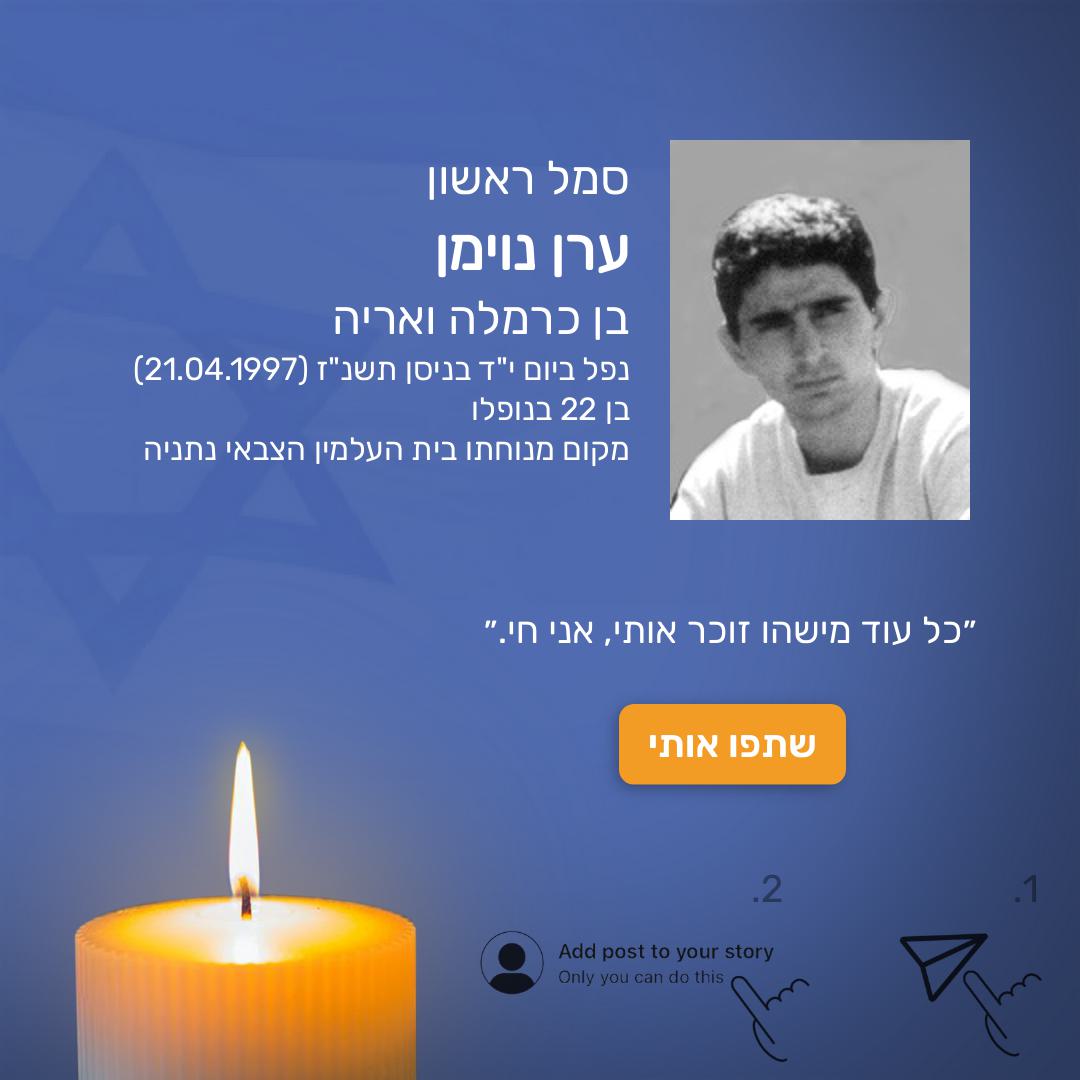 סמל ראשון
ערן נוימן
בן כרמלה ואריה
נפל ביום י"ד בניסן תשנ"ז (21.04.1997)
בן 22 בנופלו
מקום מנוחתו בית העלמין הצבאי נתניה
״כל עוד מישהו זוכר אותי, אני חי.״
שתפו אותי
1.
2.
Add post to your story
Only you can do this